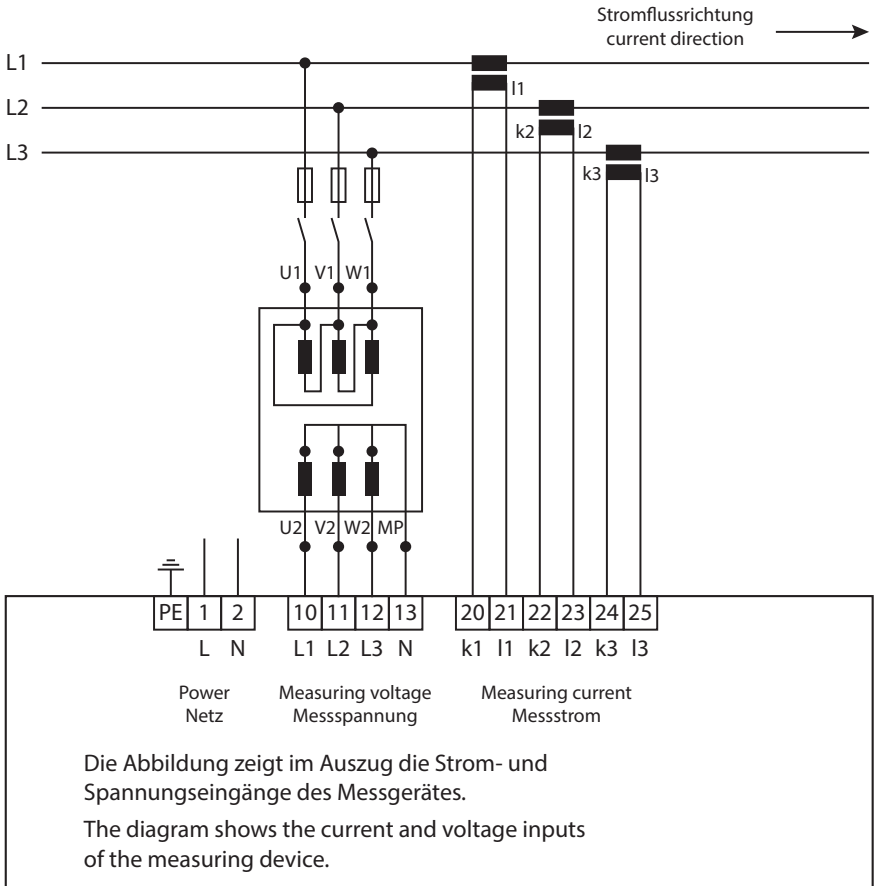 Stromflussrichtung
current direction
L1
l1
L2
k2 l2
L3
k3 l3
U1 V1 W1
U2 V2 W2 MP
PE 1 2 10 11 12 13 20 21 22 23 24 25
L N L1 L2 L3 N k1 l1 k2 l2 k3 l3
Power Measuring voltage Measuring current
Netz Messspannung Messstrom
Die Abbildung zeigt im Auszug die Strom- und
Spannungseingänge des Messgerätes.
The diagram shows the current and voltage inputs
of the measuring device.